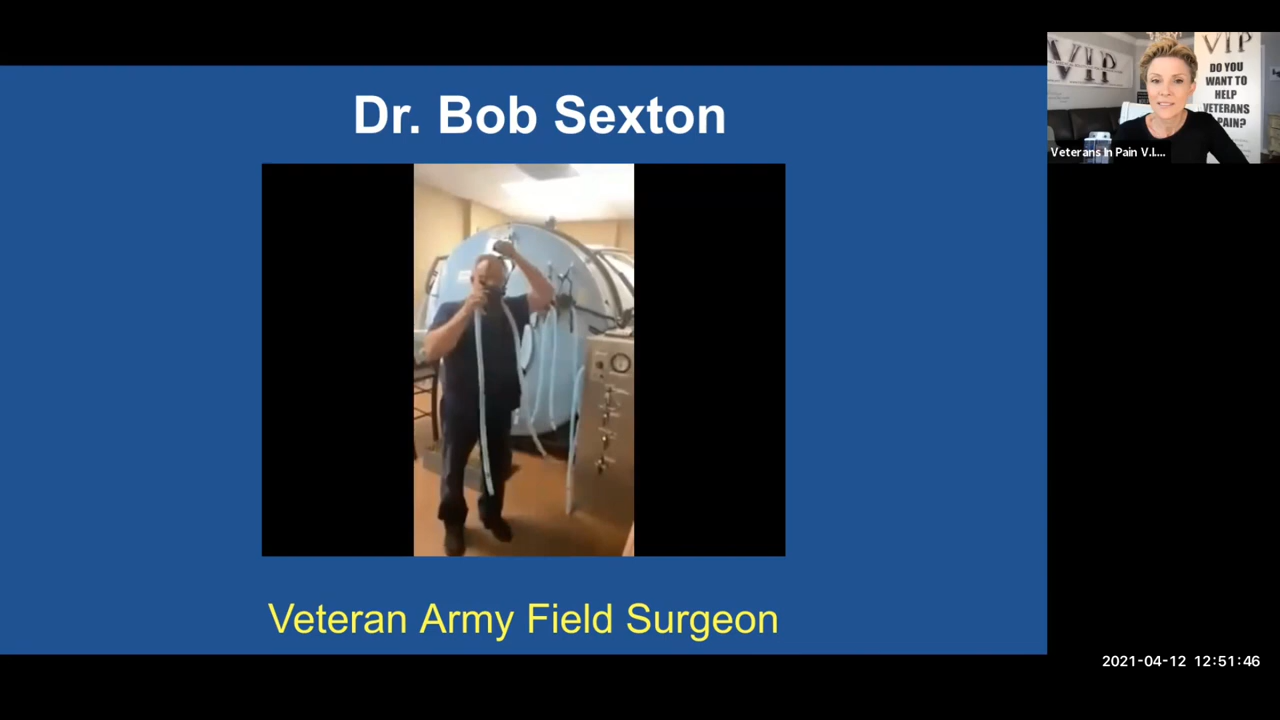 Dr. Bob Sexton
Veteran Army Field Surgeon
VIP
VIP
DO YOU
WANT TO
HELP
VETERANS
PAIN?
Veterans In Pain V.I....
2021-04-12 12:51:46